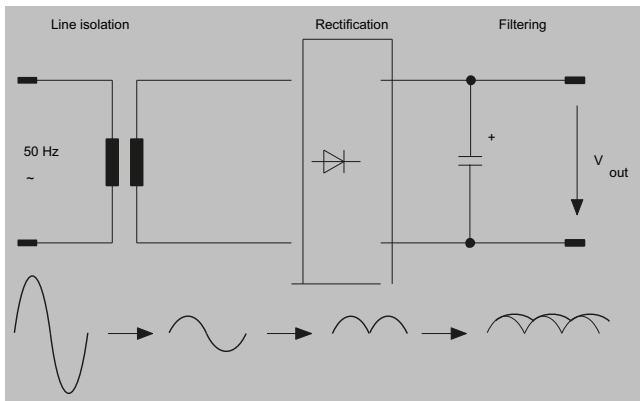 Line isolation
Rectification
Filtering
50 Hz
~
+
V
out